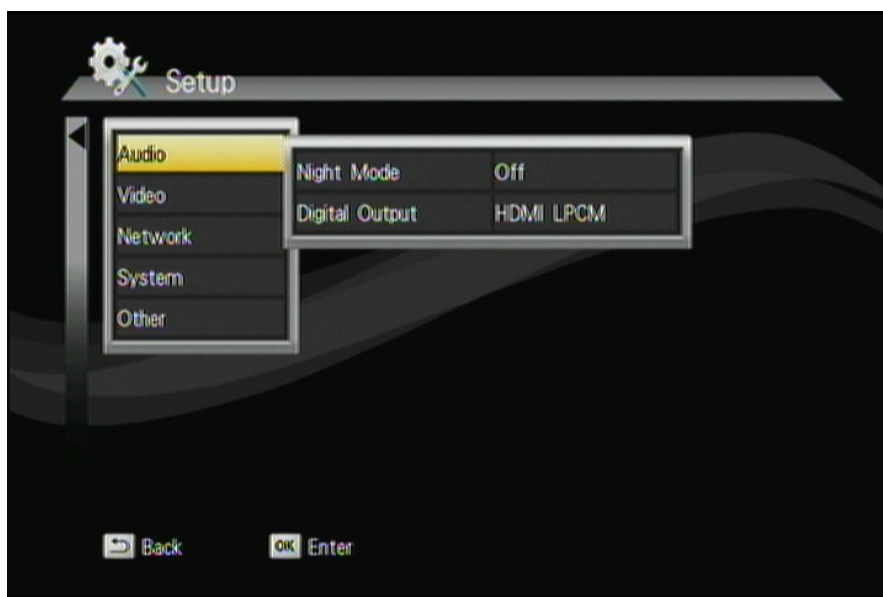 Setup
Audio
Night Mode Off
Video
Digital Output HDMI LPCM
Network
System
Other
Back
OK Enter